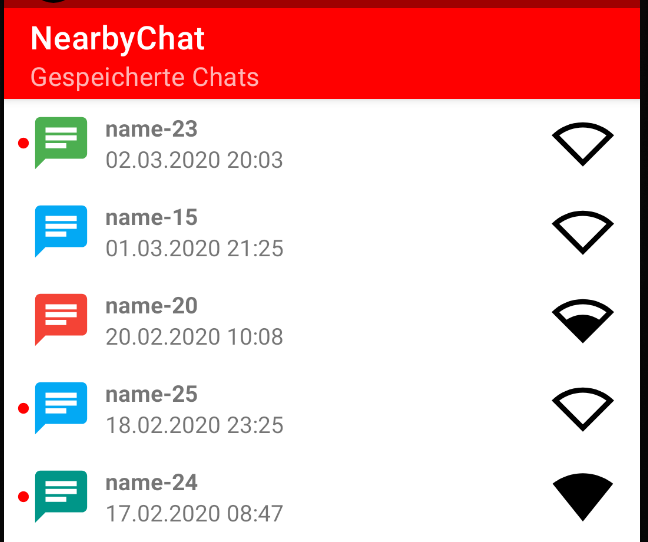 NearbyChat
Gespeicherte Chats
name-23
02.03.2020 20:03
name-15
01.03.2020 21:25
name-20
20.02.2020 10:08
name-25
18.02.2020 23:25
name-24
17.02.2020 08:47